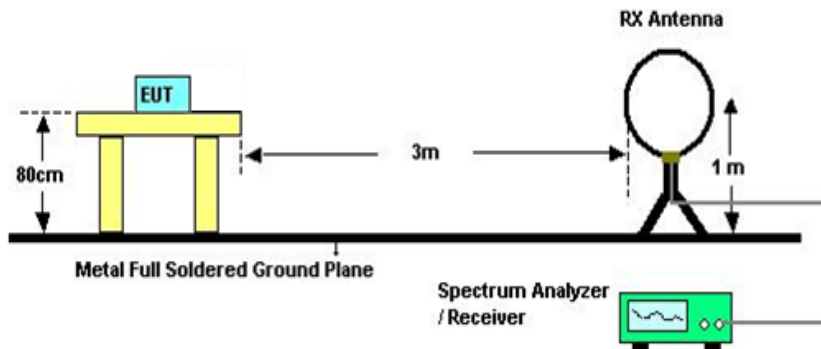 RX Antenna
EUT
3m
80cm
1 m
Metal Full Soldered Ground Plane
Spectrum Analyzer
/ Receiver